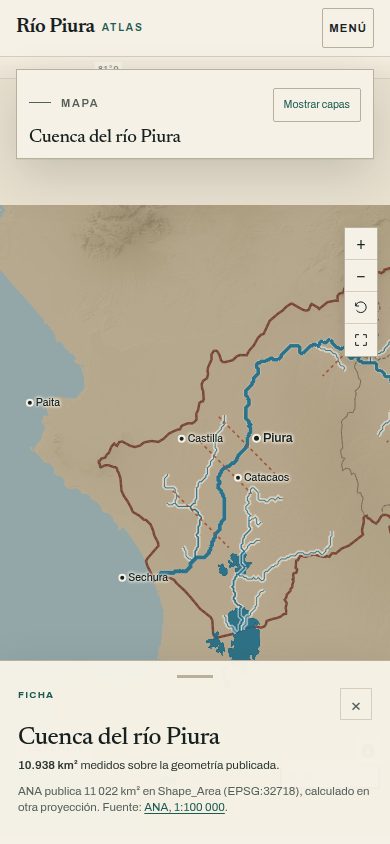 Río Piura ATLAS
MENÚ
81°O
MAPA
Mostrar capas
Cuenca del río Piura
+
−
Paita
Castilla
Piura
Catacaos
Sechura
FICHA
×
Cuenca del río Piura
10.938 km² medidos sobre la geometría publicada.
ANA publica 11 022 km² en Shape_Area (EPSG:32718), calculado en
otra proyección. Fuente: ANA, 1:100 000.